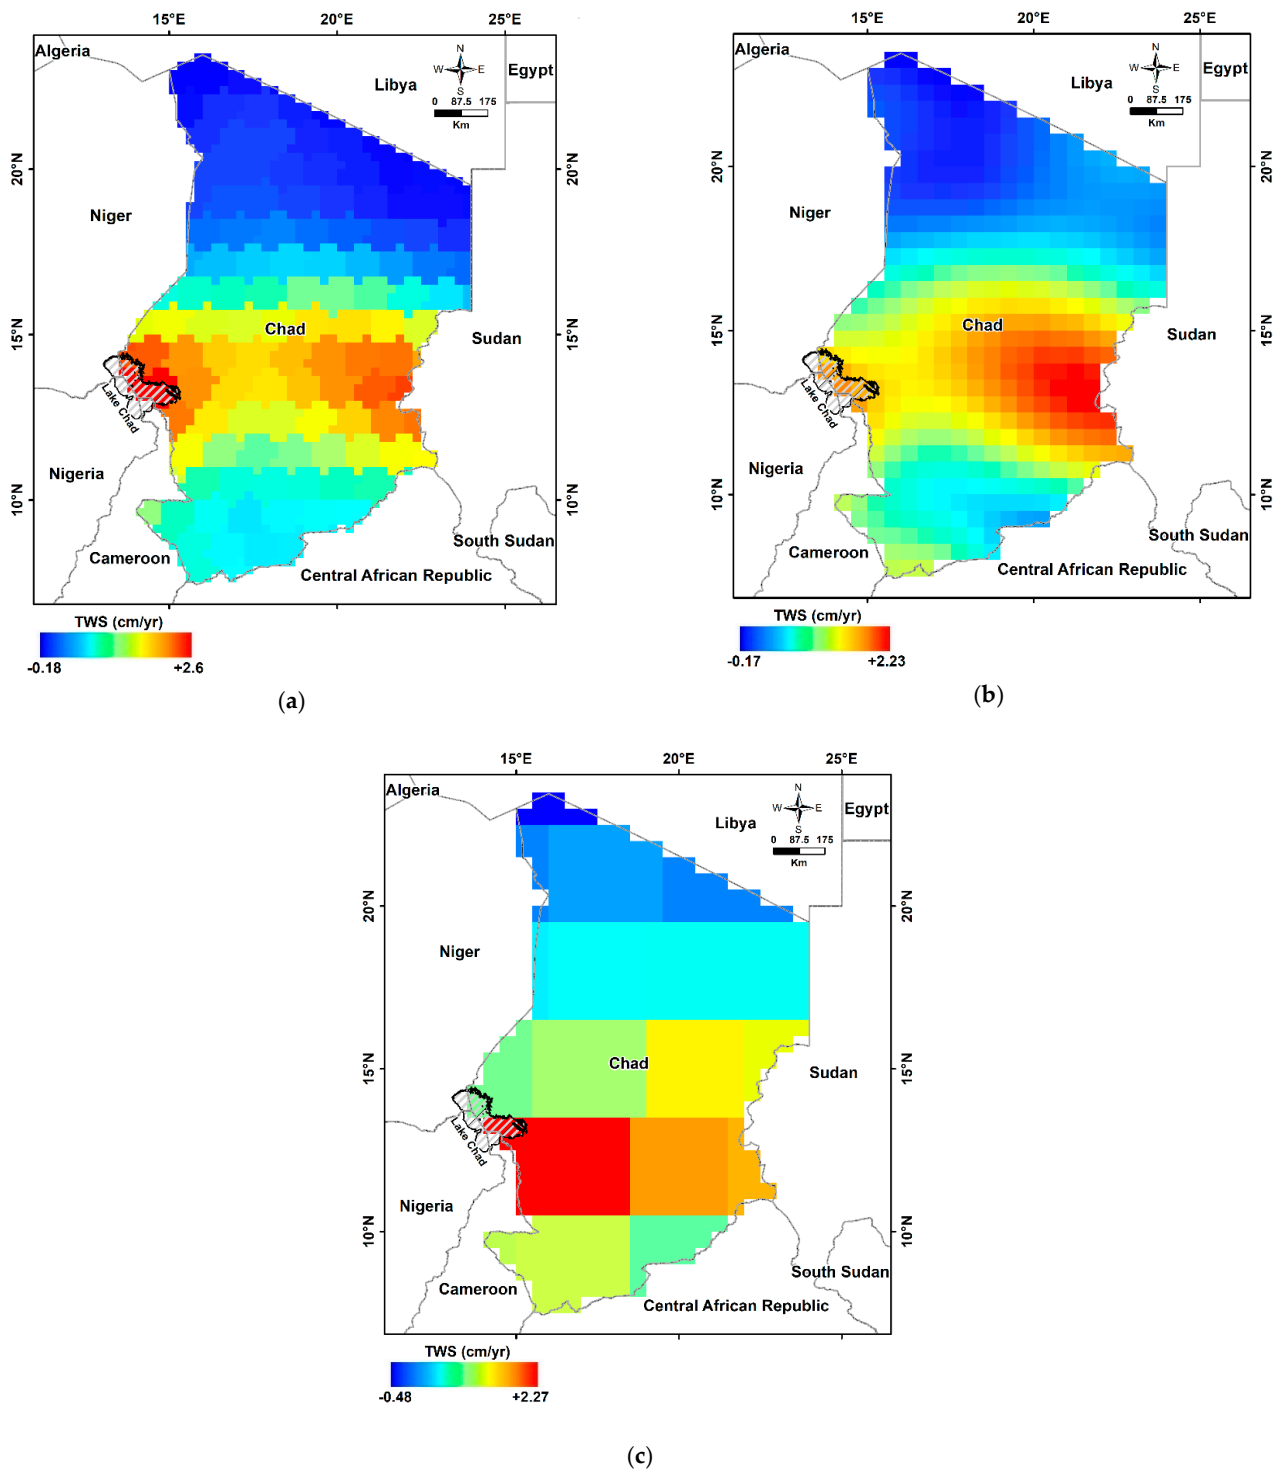 15°E 20°E 25°E
Algeria
Libya
Egypt
N
W E
S
0 87.5 175
Km
20°N
20°N
Niger
Chad
Sudan
15°N
15°N
Lake Chad
Nigeria
10°N
10°N
Cameroon
South Sudan
Central African Republic
15°E 20°E 25°E
TWS (cm/yr)
-0.18 +2.6
(a)
15°E 20°E 25°E
Algeria
Libya
Egypt
N
W E
S
0 87.5 175
Km
20°N
20°N
Niger
Chad
Sudan
15°N
15°N
Lake Chad
Nigeria
10°N
10°N
Cameroon
South Sudan
Central African Republic
TWS (cm/yr)
-0.17 +2.23
(b)
15°E 20°E 25°E
Algeria
Libya
Egypt
N
W E
S
0 87.5 175
Km
20°N
20°N
Niger
Chad
Sudan
15°N
15°N
Lake Chad
Nigeria
10°N
10°N
Cameroon
South Sudan
Central African Republic
TWS (cm/yr)
-0.48 +2.27
(c)